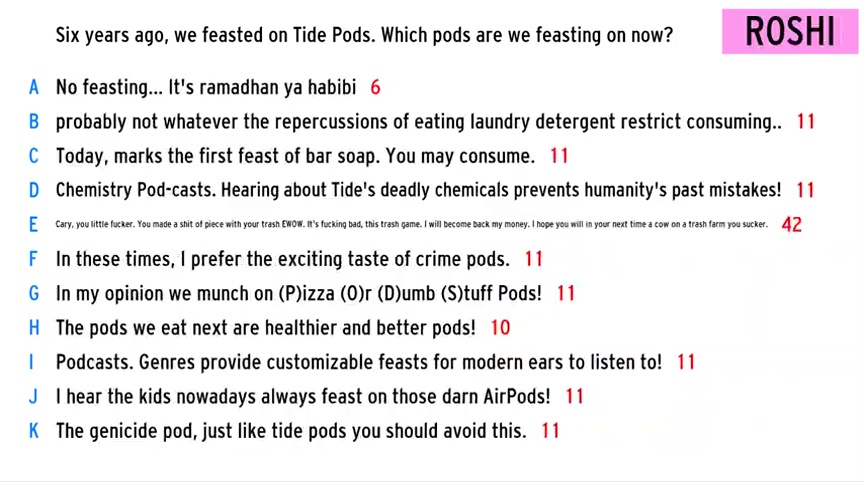 Six years ago, we feasted on Tide Pods. Which pods are we feasting on now?
ROSHI
A No feasting... It's ramadhan ya habibi 6
B probably not whatever the repercussions of eating laundry detergent restrict consuming.. 11
C Today, marks the first feast of bar soap. You may consume. 11
D Chemistry Pod-casts. Hearing about Tide's deadly chemicals prevents humanity's past mistakes! 11
E Cary, you little fucker. You made a shit of piece with your trash EWOW. It's fucking bad, this trash game. I will become back my money. I hope you will in your next time a cow on a trash farm you sucker. 42
F In these times, I prefer the exciting taste of crime pods. 11
G In my opinion we munch on (P)izza (O)r (D)umb (S)tuff Pods! 11
H The pods we eat next are healthier and better pods! 10
I Podcasts. Genres provide customizable feasts for modern ears to listen to! 11
J I hear the kids nowadays always feast on those darn AirPods! 11
K The genicide pod, just like tide pods you should avoid this. 11